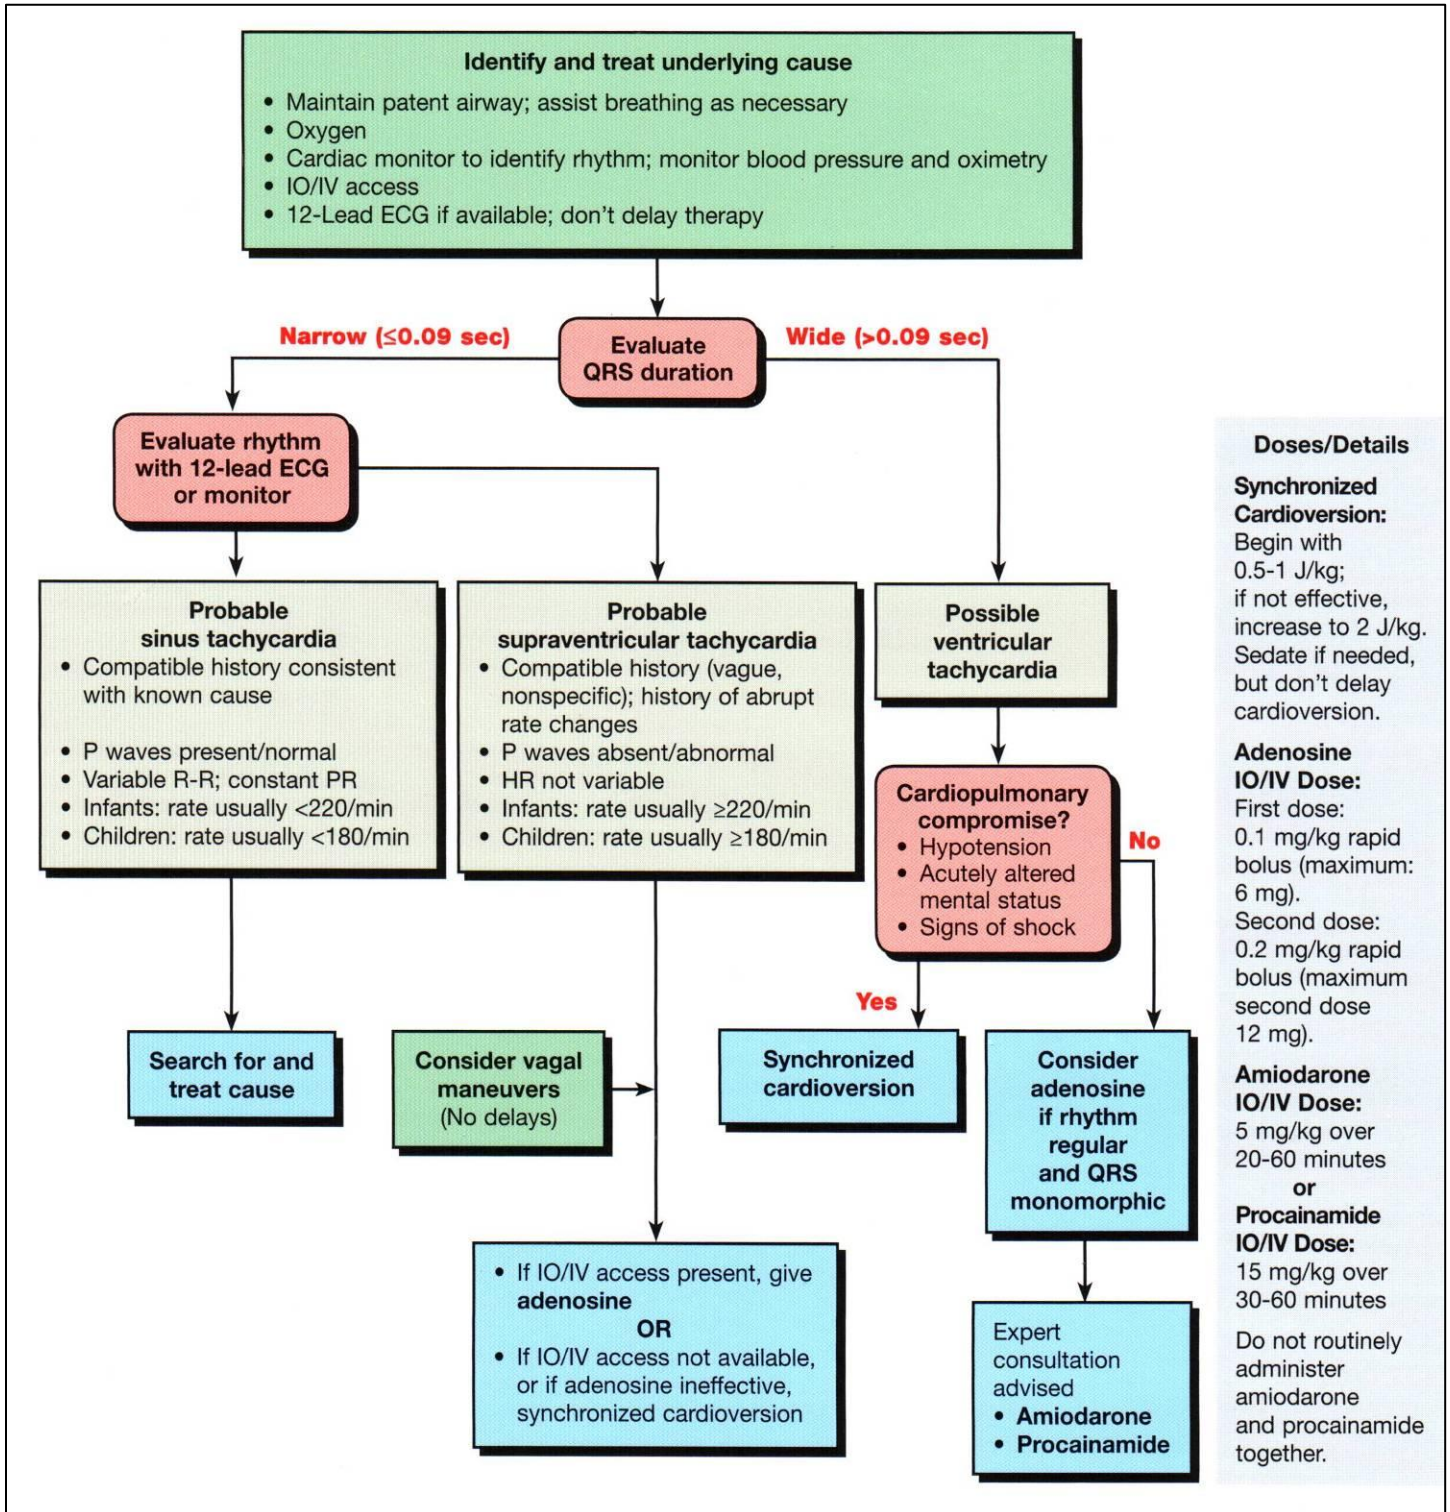 Identify and treat underlying cause
• Maintain patent airway; assist breathing as necessary
• Oxygen
• Cardiac monitor to identify rhythm; monitor blood pressure and oximetry
• IO/IV access
• 12-Lead ECG if available; don't delay therapy
Narrow (≤0.09 sec)
Evaluate
QRS duration
Wide (>0.09 sec)
Evaluate rhythm
with 12-lead ECG
or monitor
Probable
sinus tachycardia
• Compatible history consistent
with known cause
• P waves present/normal
• Variable R-R; constant PR
• Infants: rate usually <220/min
• Children: rate usually <180/min
Probable
supraventricular tachycardia
• Compatible history (vague,
nonspecific); history of abrupt
rate changes
• P waves absent/abnormal
• HR not variable
• Infants: rate usually ≥220/min
• Children: rate usually ≥180/min
Possible
ventricular
tachycardia
Cardiopulmonary
compromise?
• Hypotension
• Acutely altered
mental status
• Signs of shock
No
Yes
Search for and
treat cause
Consider vagal
maneuvers
(No delays)
Synchronized
cardioversion
Consider
adenosine
if rhythm
regular
and QRS
monomorphic
• If IO/IV access present, give
adenosine
OR
• If IO/IV access not available,
or if adenosine ineffective,
synchronized cardioversion
Expert
consultation
advised
• Amiodarone
• Procainamide
Doses/Details
Synchronized
Cardioversion:
Begin with
0.5-1 J/kg;
if not effective,
increase to 2 J/kg.
Sedate if needed,
but don't delay
cardioversion.
Adenosine
IO/IV Dose:
First dose:
0.1 mg/kg rapid
bolus (maximum:
6 mg).
Second dose:
0.2 mg/kg rapid
bolus (maximum
second dose
12 mg).
Amiodarone
IO/IV Dose:
5 mg/kg over
20-60 minutes
or
Procainamide
IO/IV Dose:
15 mg/kg over
30-60 minutes
Do not routinely
administer
amiodarone
and procainamide
together.